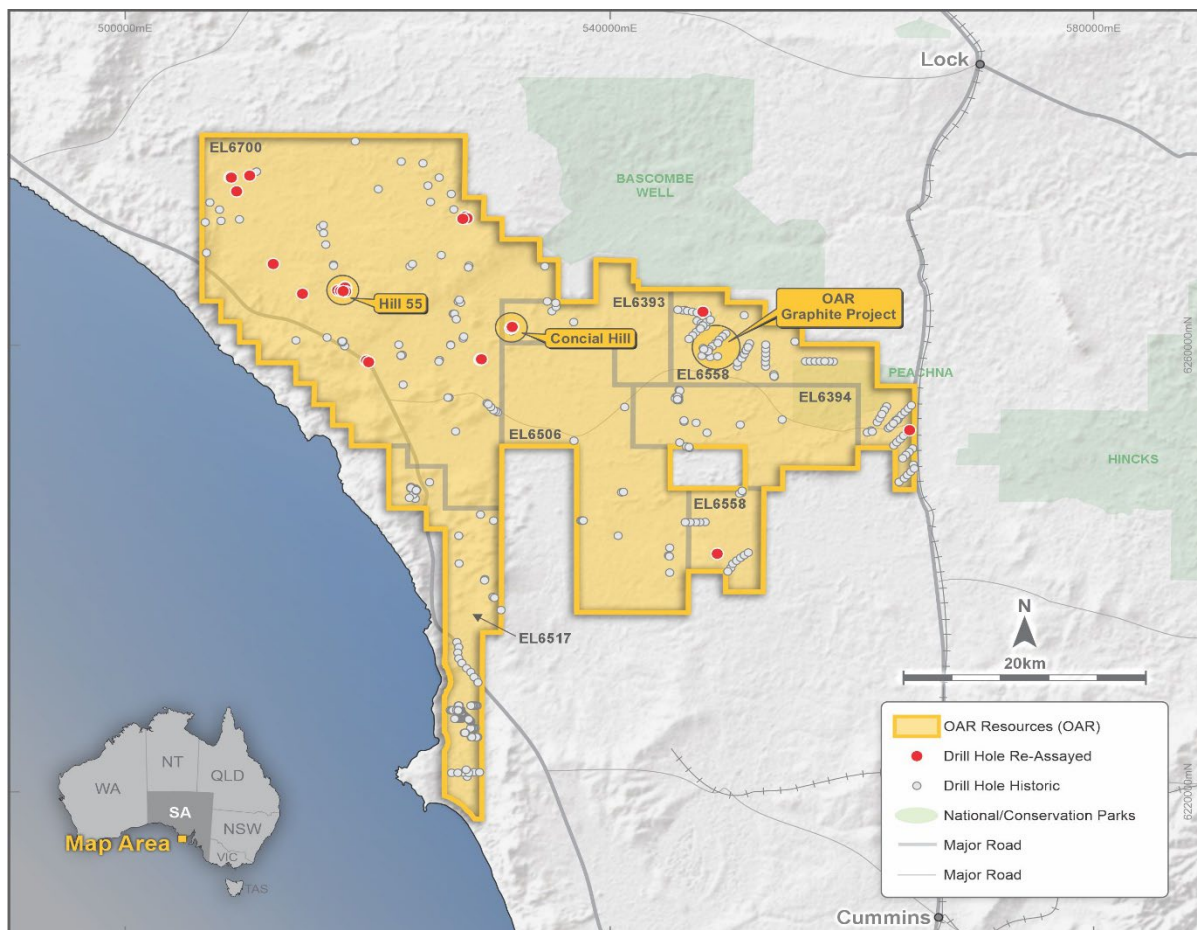 500000mE
540000mE
580000mE
Lock
EL6700
BASCOMBE
WELL
Hill 55
EL6393
OAR
Graphite Project
Concial Hill
6260000mN
EL6558
PEACHNA
EL6394
EL6506
HINCKS
EL6558
N
EL6517
20km
OAR Resources (OAR)
Drill Hole Re-Assayed
Drill Hole Historic
National/Conservation Parks
Major Road
Major Road
6220000mN
NT
QLD
WA
SA
NSW
Map Area
VIC
TAS
Cummins